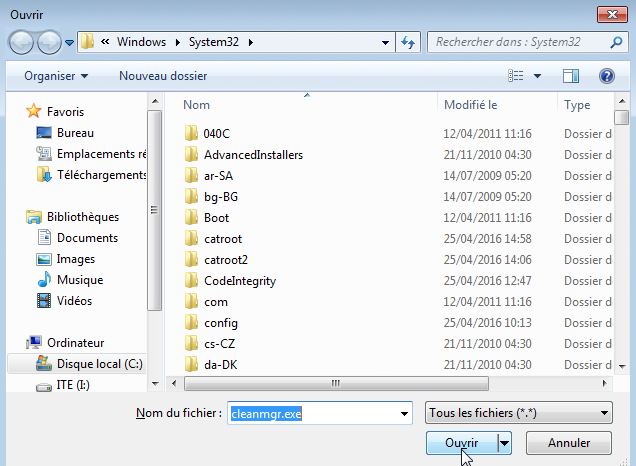 Ouvrir
Windows System32
Rechercher dans : System32
Organiser Nouveau dossier
Favoris
Bureau
Emplacements ré
Téléchargements
Bibliothèques
Documents
Images
Musique
Vidéos
Ordinateur
Disque local (C:)
ITE (I:)
Nom Modifié le Type
040C 12/04/2011 11:16 Dossier d
AdvancedInstallers 21/11/2010 04:30 Dossier d
ar-SA 14/07/2009 05:20 Dossier d
bg-BG 14/07/2009 05:20 Dossier d
Boot 12/04/2011 11:16 Dossier d
catroot 25/04/2016 14:58 Dossier d
catroot2 25/04/2016 14:06 Dossier d
CodeIntegrity 25/04/2016 12:47 Dossier d
com 12/04/2011 11:16 Dossier d
config 25/04/2016 10:13 Dossier d
cs-CZ 21/11/2010 04:30 Dossier d
da-DK 21/11/2010 04:30 Dossier d
Nom du fichier : cleanmgr.exe Tous les fichiers (*.*)
Ouvrir Annuler